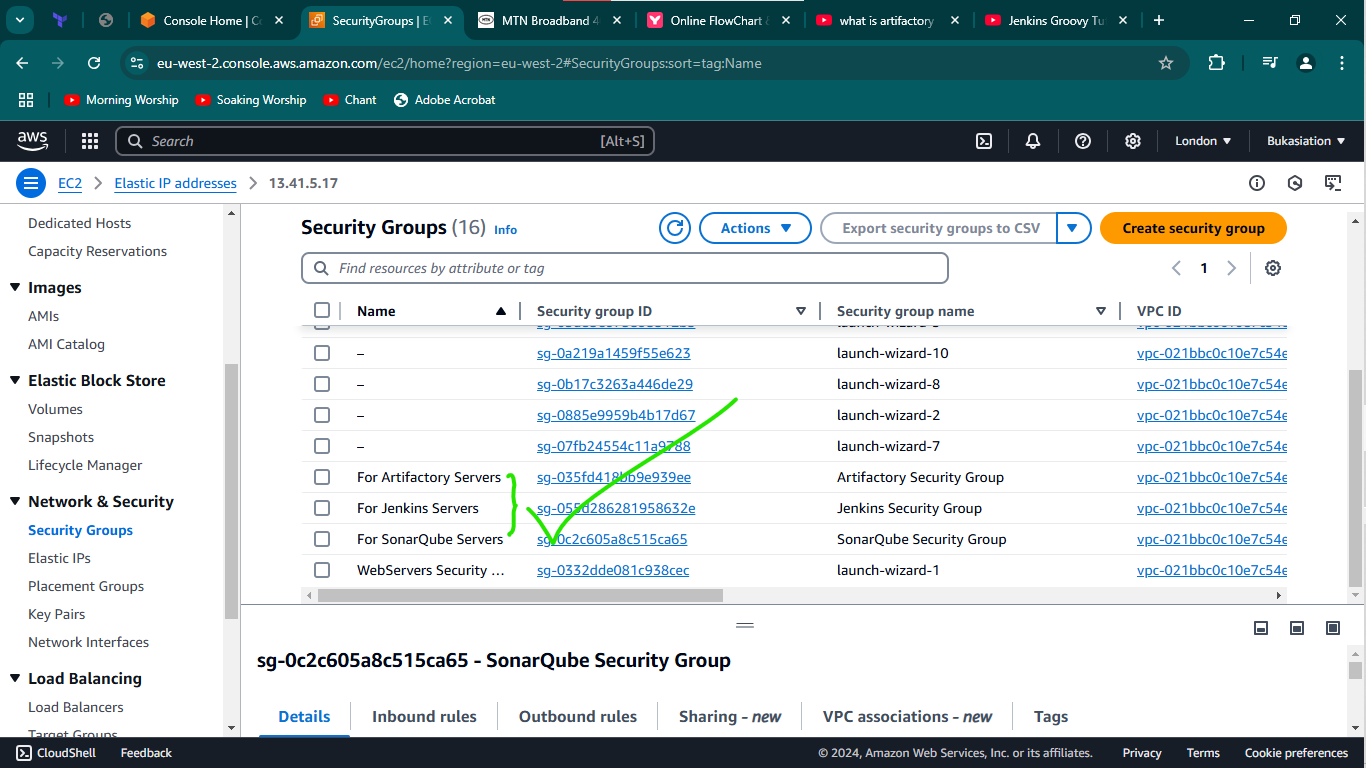 Console Home | Co
SecurityGroups | E
MTN Broadband 4
Online FlowChart &
what is artifactory
Jenkins Groovy Tu
eu-west-2.console.aws.amazon.com/ec2/home?region=eu-west-2#SecurityGroups:sort=tag:Name
Morning Worship
Soaking Worship
Chant
Adobe Acrobat
aws
Search
[Alt+S]
London
Bukasiation
EC2
Elastic IP addresses
13.41.5.17
Dedicated Hosts
Capacity Reservations
Images
AMIs
AMI Catalog
Elastic Block Store
Volumes
Snapshots
Lifecycle Manager
Network & Security
Security Groups
Elastic IPs
Placement Groups
Key Pairs
Network Interfaces
Load Balancing
Load Balancers
Target Groups
Security Groups (16) Info
Actions
Export security groups to CSV
Create security group
Find resources by attribute or tag
1
Name Security group ID Security group name VPC ID
– sg-0a219a1459f55e623 launch-wizard-10 vpc-021bbc0c10e7c54e
– sg-0b17c3263a446de29 launch-wizard-8 vpc-021bbc0c10e7c54e
– sg-0885e9959b4b17d67 launch-wizard-2 vpc-021bbc0c10e7c54e
– sg-07fb24554c11a9788 launch-wizard-7 vpc-021bbc0c10e7c54e
For Artifactory Servers sg-035fd418bb9e939ee Artifactory Security Group vpc-021bbc0c10e7c54e
For Jenkins Servers sg-055d286281958632e Jenkins Security Group vpc-021bbc0c10e7c54e
For SonarQube Servers sg-0c2c605a8c515ca65 SonarQube Security Group vpc-021bbc0c10e7c54e
WebServers Security ... sg-0332dde081c938cec launch-wizard-1 vpc-021bbc0c10e7c54e
sg-0c2c605a8c515ca65 - SonarQube Security Group
Details
Inbound rules
Outbound rules
Sharing - new
VPC associations - new
Tags
CloudShell
Feedback
© 2024, Amazon Web Services, Inc. or its affiliates.
Privacy
Terms
Cookie preferences